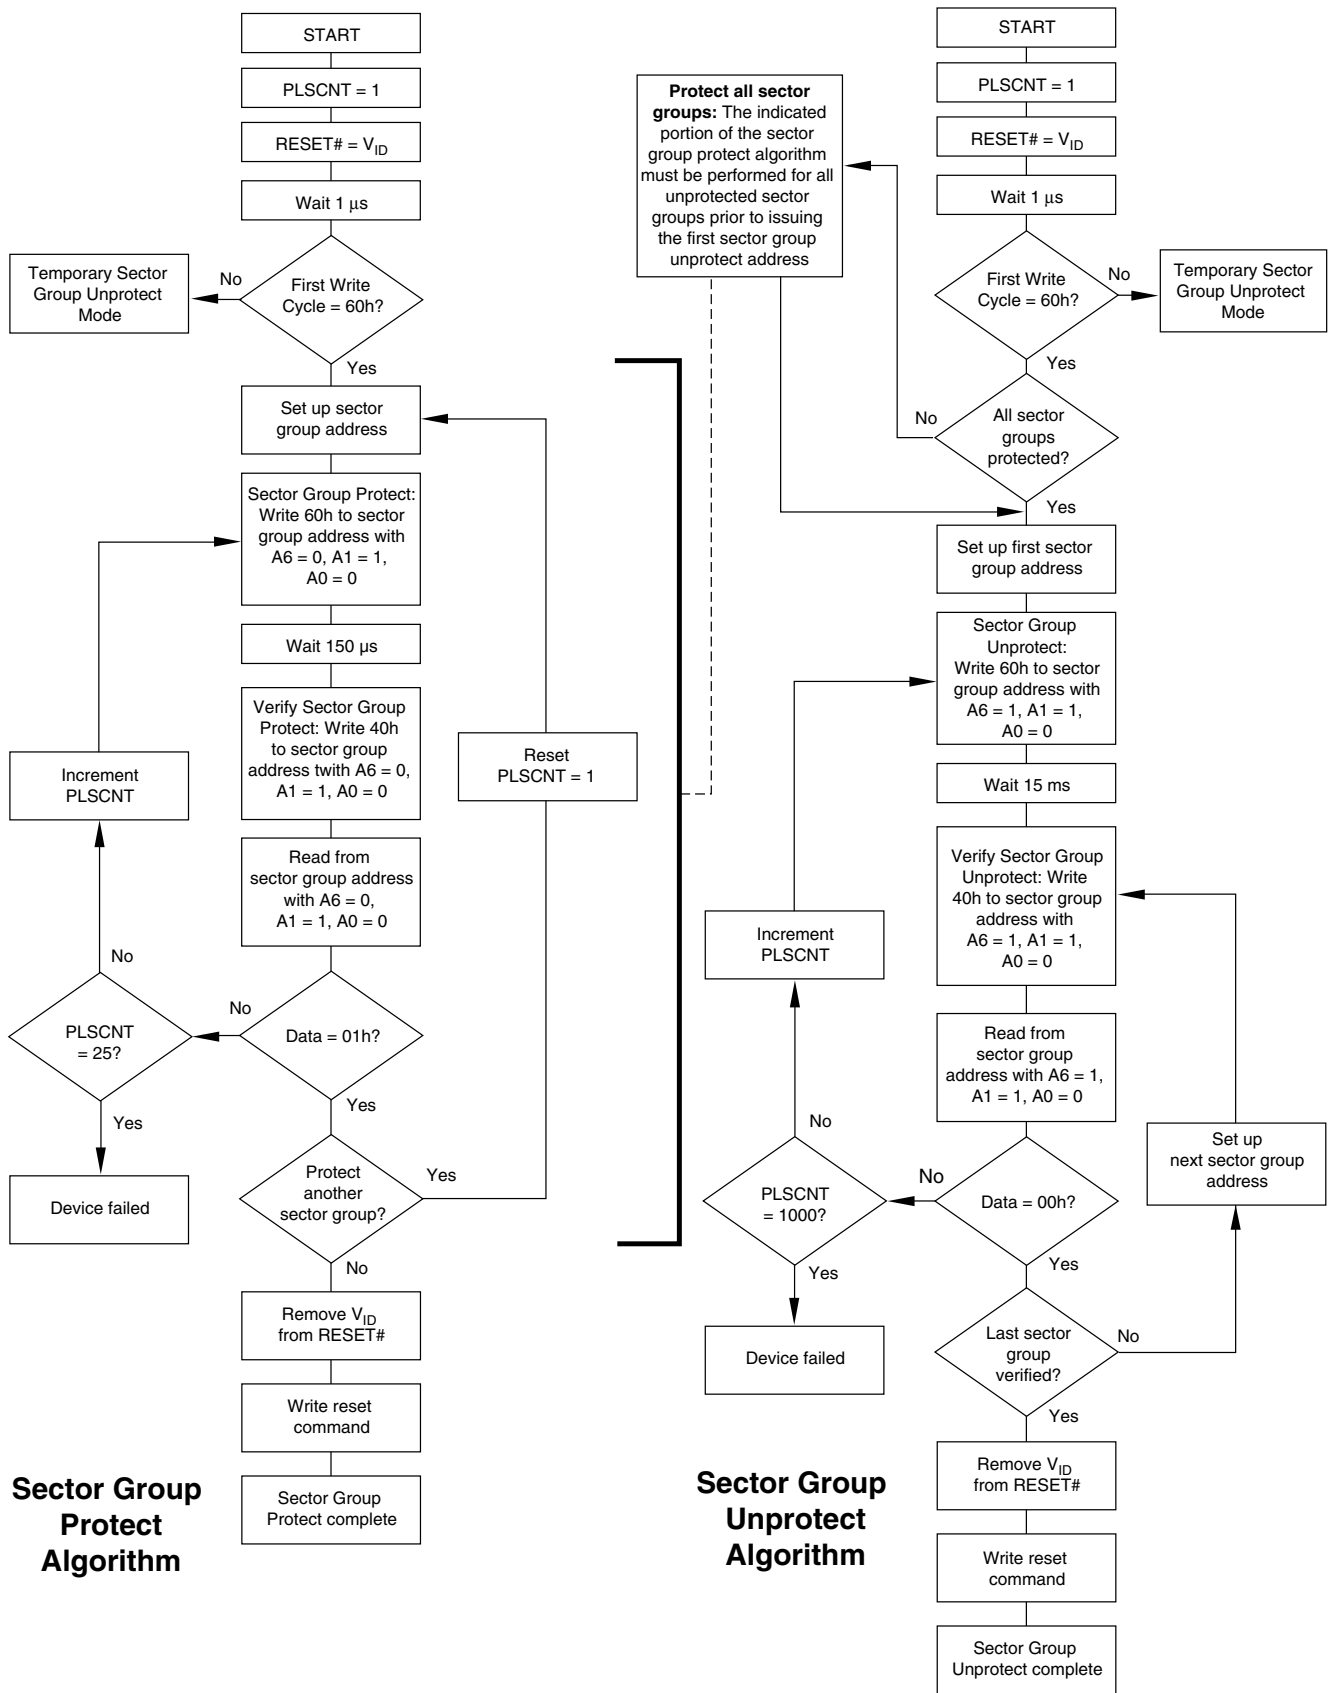 START
PLSCNT = 1
RESET# = VID
Wait 1 μs
First Write
Cycle = 60h?
No
Temporary Sector
Group Unprotect
Mode
Yes
Set up sector
group address
Sector Group Protect:
Write 60h to sector
group address with
A6 = 0, A1 = 1,
A0 = 0
Wait 150 μs
Verify Sector Group
Protect: Write 40h
to sector group
address twith A6 = 0,
A1 = 1, A0 = 0
Reset
PLSCNT = 1
Increment
PLSCNT
Read from
sector group address
with A6 = 0,
A1 = 1, A0 = 0
No
PLSCNT
= 25?
No
Data = 01h?
Yes
Yes
Device failed
Protect
another
sector group?
Yes
No
Remove VID
from RESET#
Write reset
command
Sector Group
Protect complete
Sector Group
Protect
Algorithm
START
PLSCNT = 1
RESET# = VID
Wait 1 μs
Protect all sector
groups: The indicated
portion of the sector
group protect algorithm
must be performed for all
unprotected sector
groups prior to issuing
the first sector group
unprotect address
First Write
Cycle = 60h?
No
Temporary Sector
Group Unprotect
Mode
Yes
No
All sector
groups
protected?
Yes
Set up first sector
group address
Sector Group
Unprotect:
Write 60h to sector
group address with
A6 = 1, A1 = 1,
A0 = 0
Wait 15 ms
Verify Sector Group
Unprotect: Write
40h to sector group
address with
A6 = 1, A1 = 1,
A0 = 0
Increment
PLSCNT
Read from
sector group
address with A6 = 1,
A1 = 1, A0 = 0
No
Set up
next sector group
address
PLSCNT
= 1000?
No
Data = 00h?
Yes
Yes
Device failed
Last sector
group
verified?
No
Yes
Remove VID
from RESET#
Write reset
command
Sector Group
Unprotect complete
Sector Group
Unprotect
Algorithm